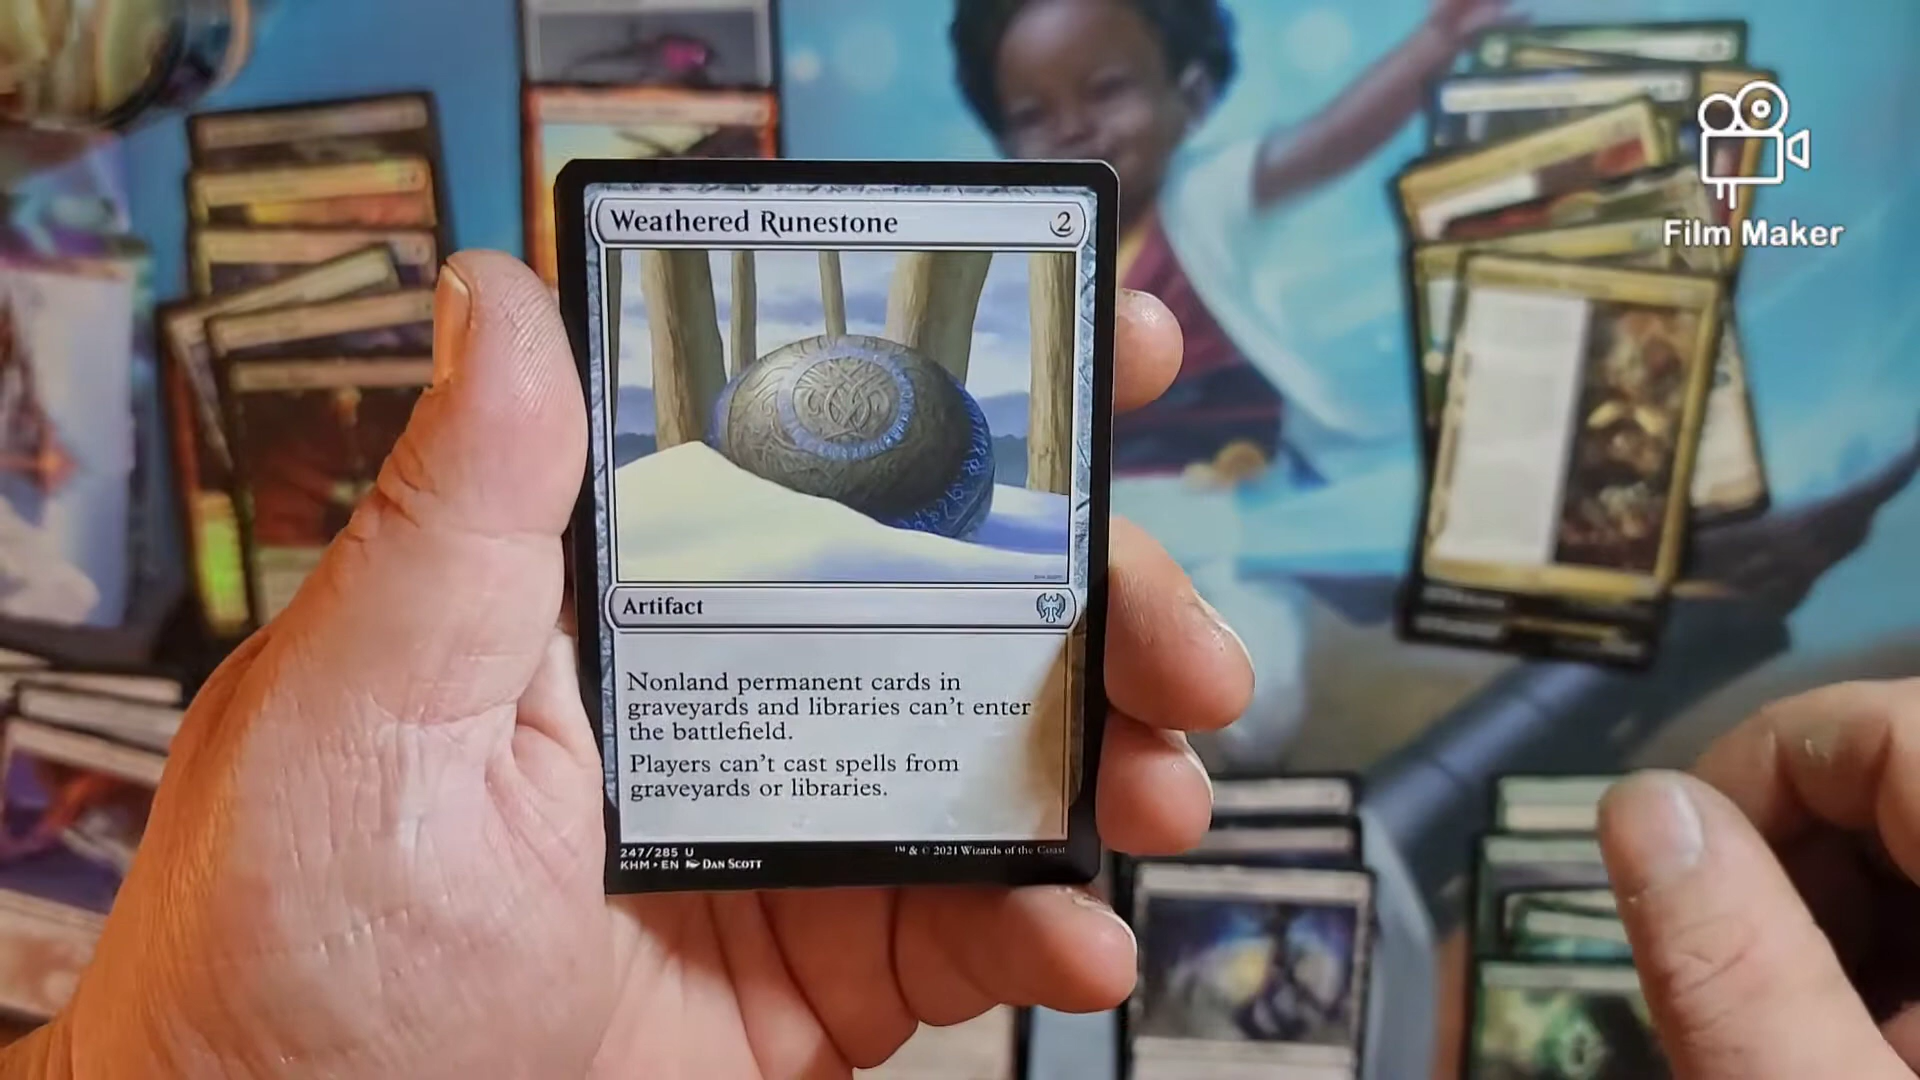 Weathered Runestone 2
Artifact
Nonland permanent cards in
graveyards and libraries can't enter
the battlefield.
Players can't cast spells from
graveyards or libraries.
247/285 U
KHM • EN DAN SCOTT
™ & © 2021 Wizards of the Coast
Film Maker